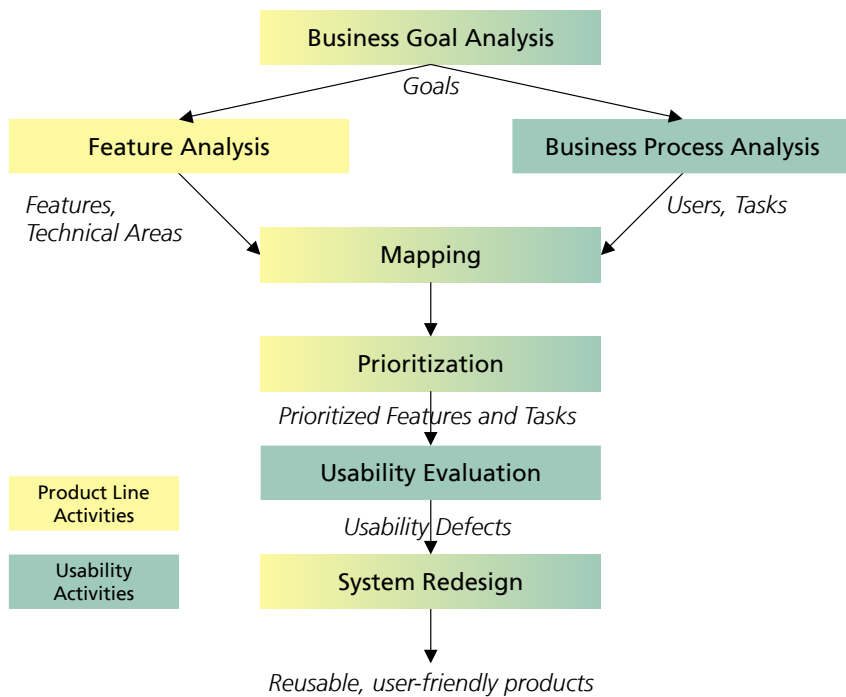 Business Goal Analysis
Goals
Feature Analysis
Business Process Analysis
Features,
Technical Areas
Users, Tasks
Mapping
Prioritization
Prioritized Features and Tasks
Usability Evaluation
Product Line
Activities
Usability Defects
Usability
Activities
System Redesign
Reusable, user-friendly products